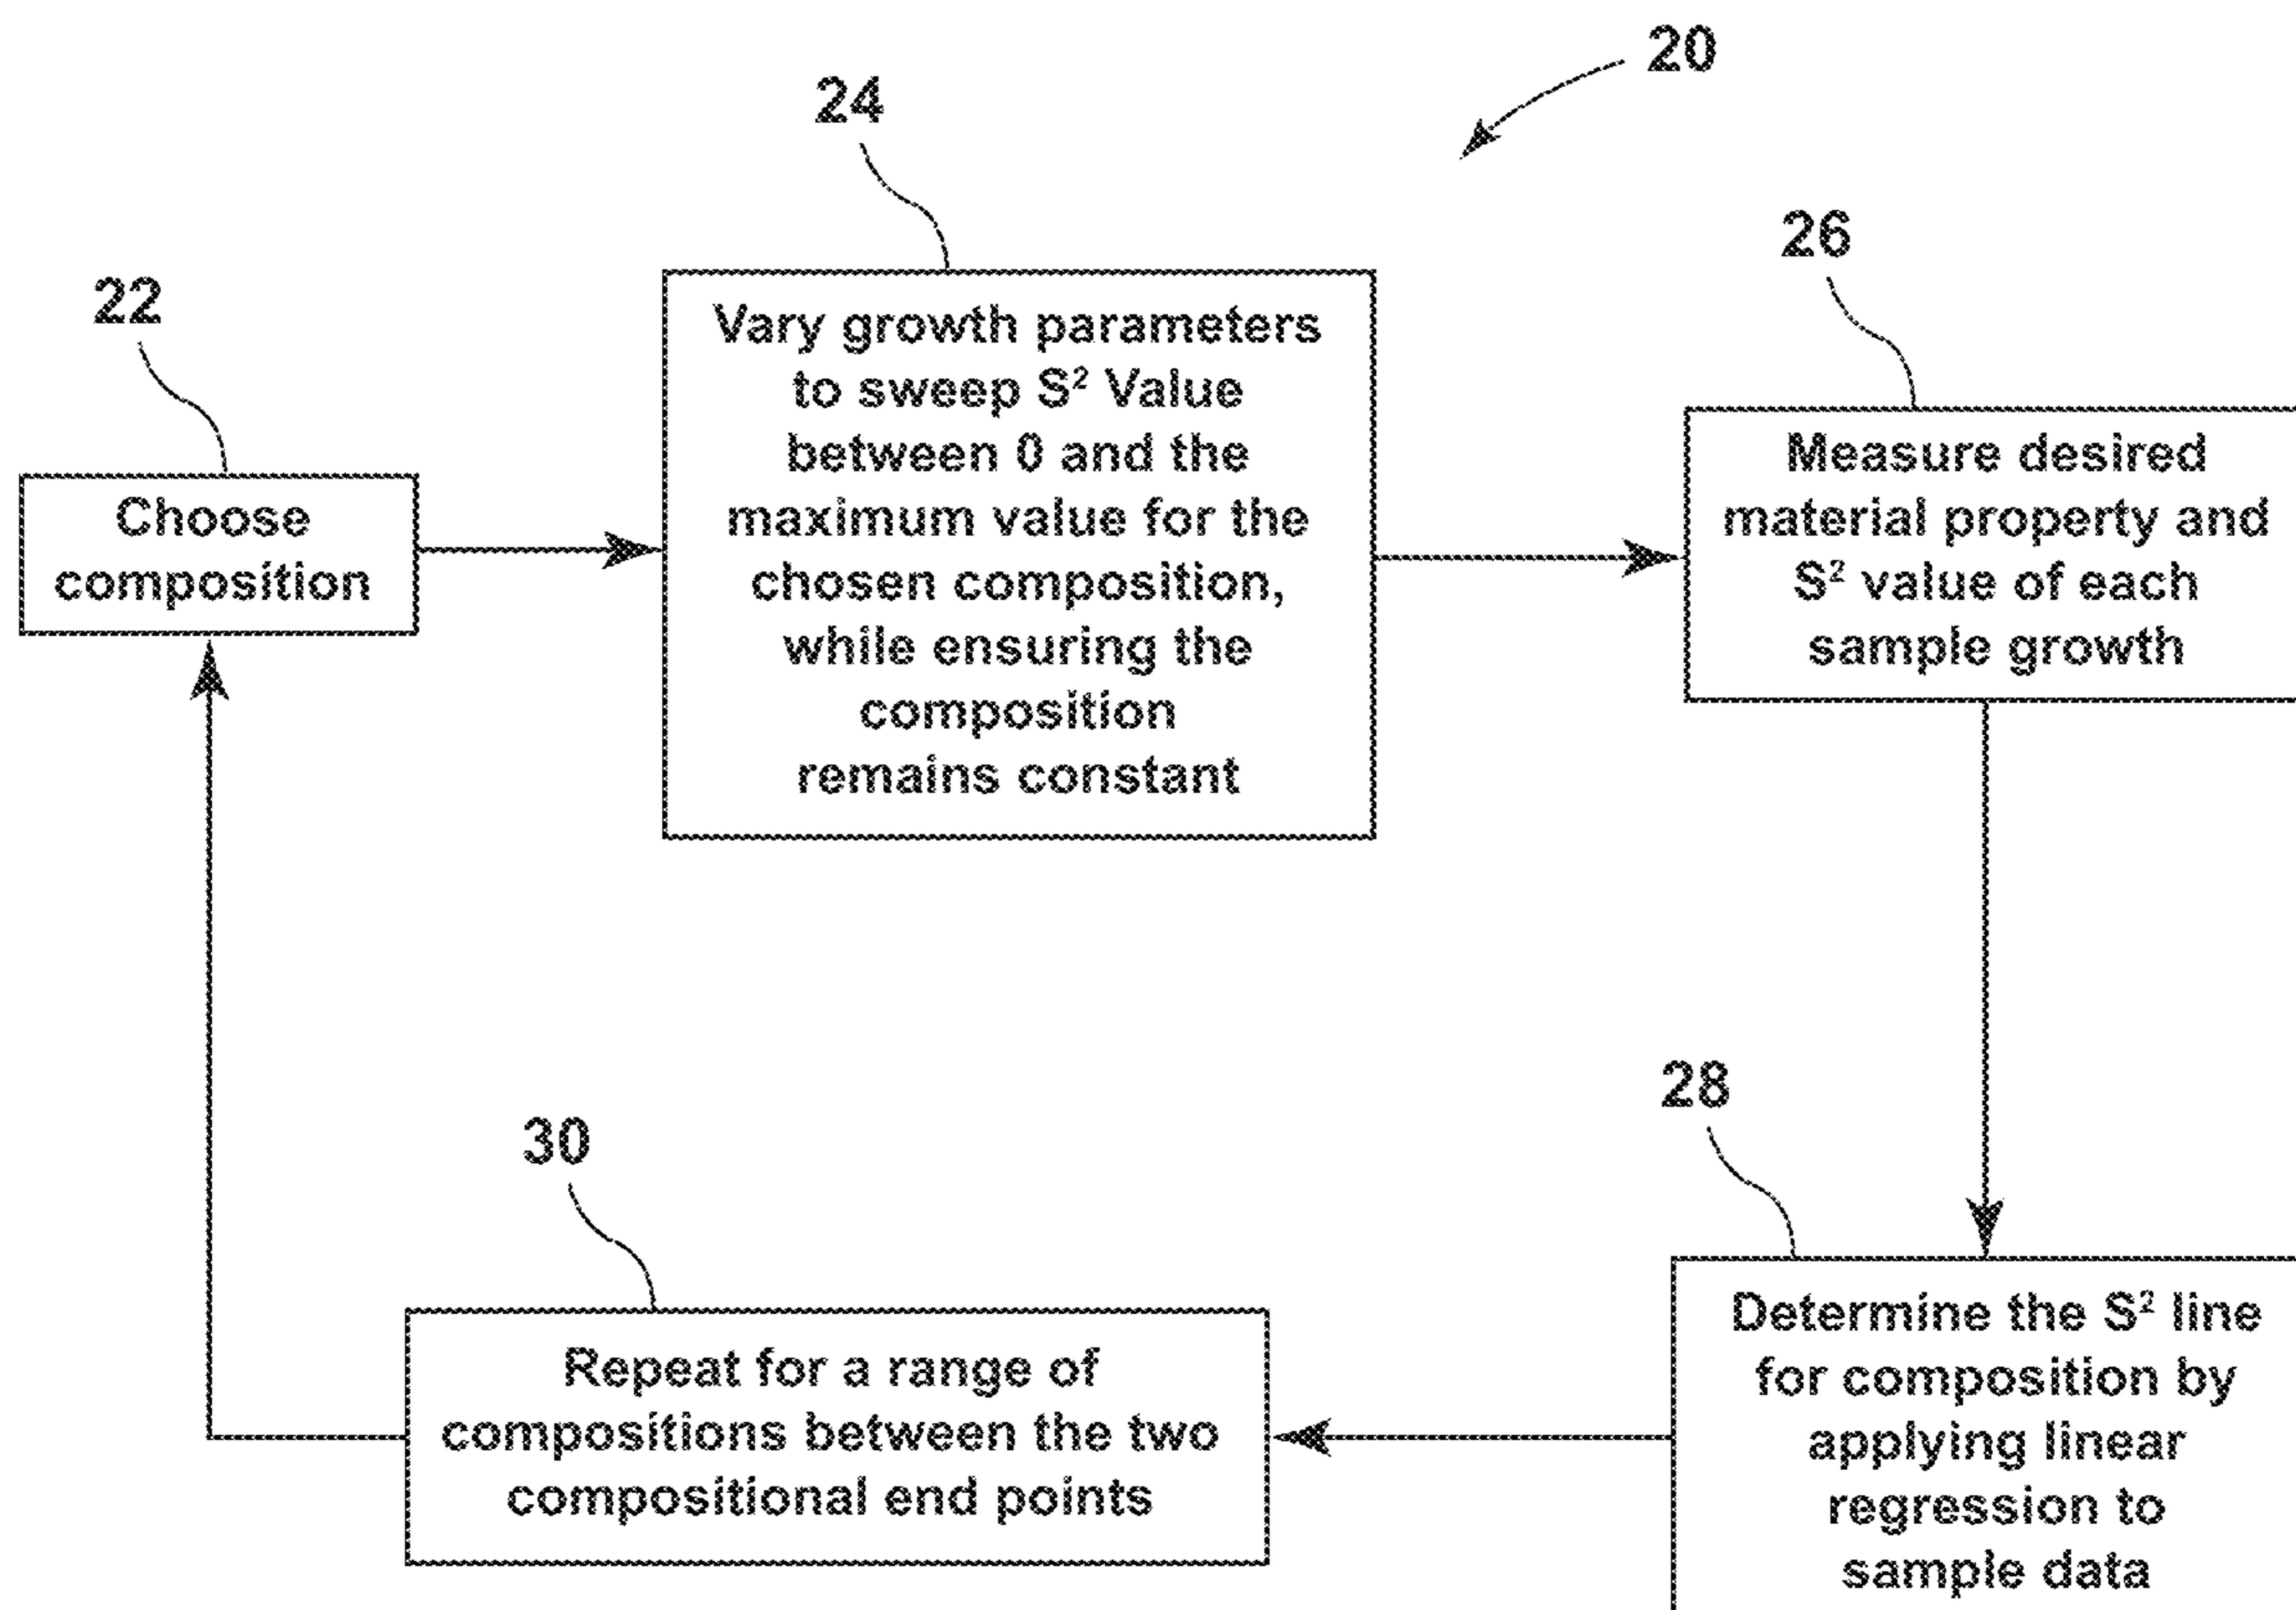 20
22
Choose
composition
24
Vary growth parameters
to sweep S² Value
between 0 and the
maximum value for the
chosen composition,
while ensuring the
composition
remains constant
26
Measure desired
material property and
S² value of each
sample growth
28
Determine the S² line
for composition by
applying linear
regression to
sample data
30
Repeat for a range of
compositions between the two
compositional end points